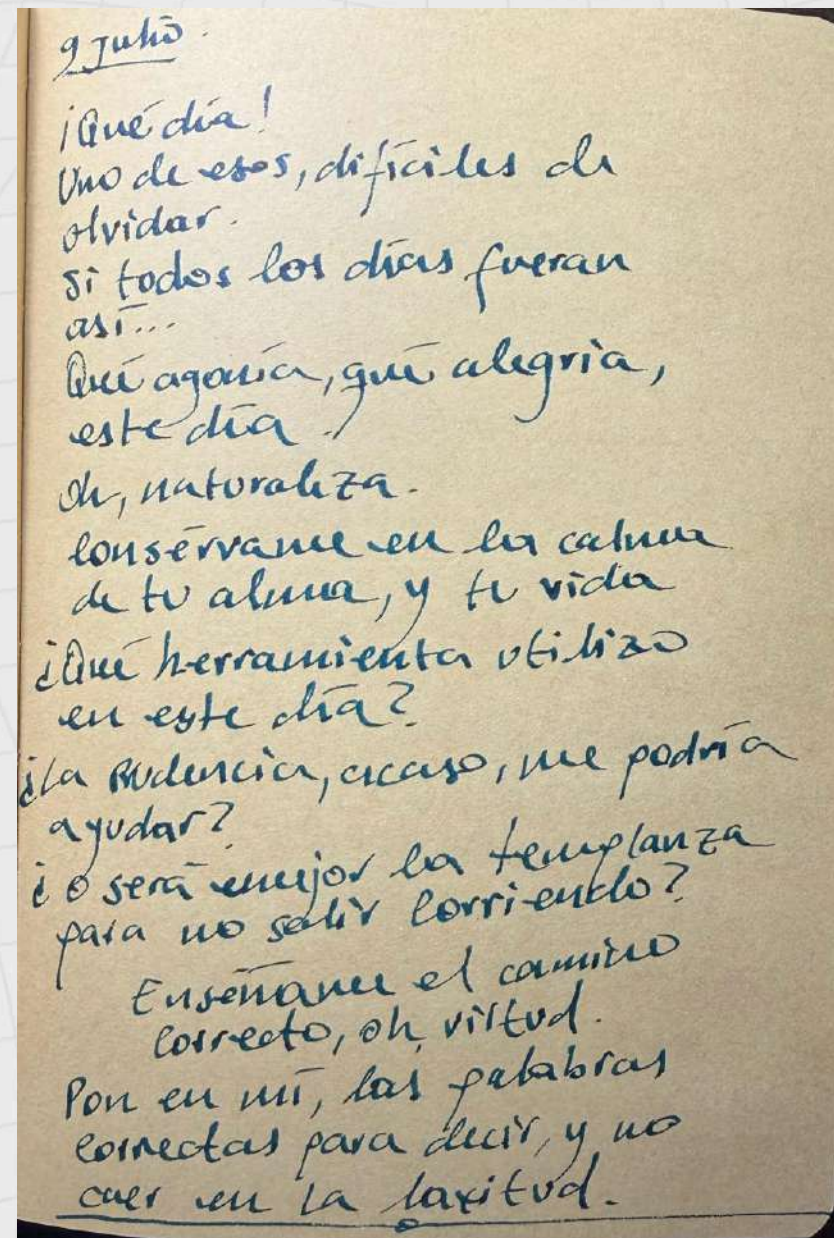 9 Julio.
¡Qué día!
Uno de esos, difíciles de
olvidar.
Si todos los días fueran
así...
Qué agonía, qué alegría,
este día.
Oh, naturaleza.
Consérvame en la calma
de tu alma, y tu vida
¿Qué herramienta utilizo
en este día?
¿La Prudencia, acaso, me podría
ayudar?
¿O será mejor la templanza
para no salir corriendo?
Enséñame el camino
correcto, oh, virtud.
Pon en mí, las palabras
correctas para decir, y no
caer en la laxitud.